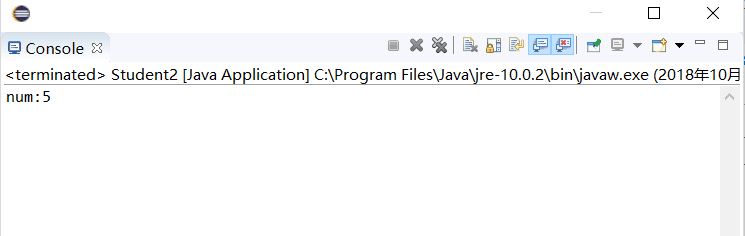 Console
<terminated> Student2 [Java Application] C:\Program Files\Java\jre-10.0.2\bin\javaw.exe (2018年10月
num:5